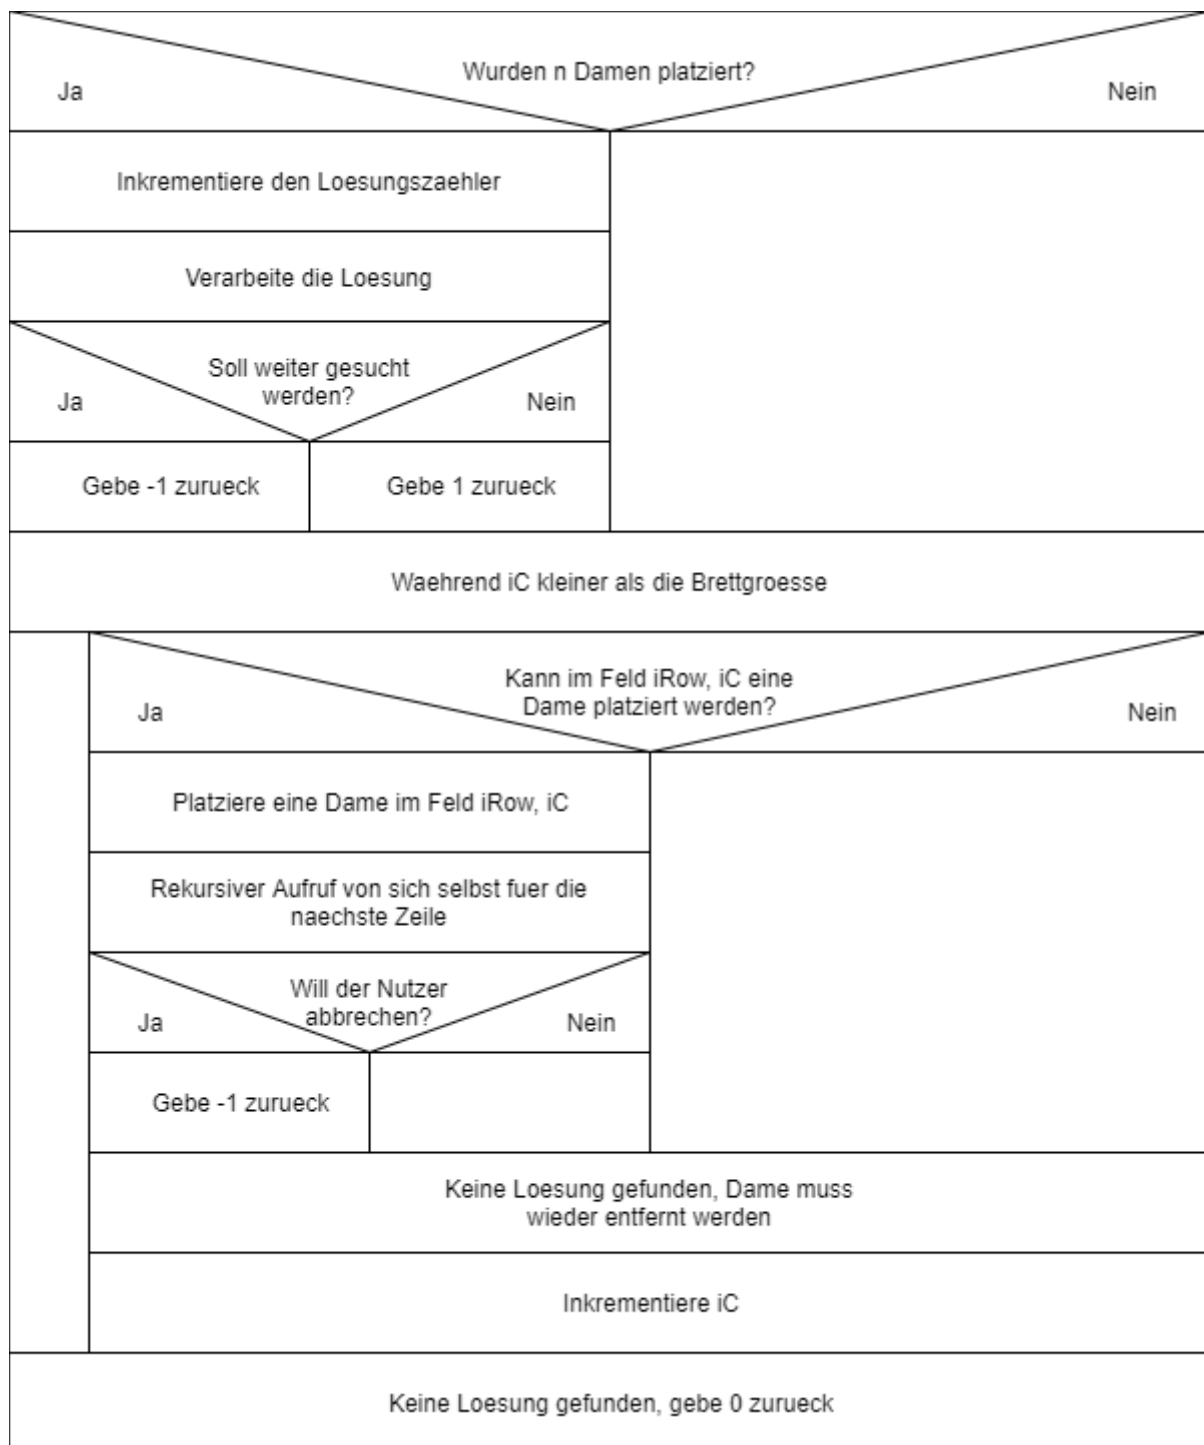 Wurden n Damen platziert?
Ja
Nein
Inkrementiere den Loesungszaehler
Verarbeite die Loesung
Soll weiter gesucht
werden?
Ja
Nein
Gebe -1 zurueck
Gebe 1 zurueck
Waehrend iC kleiner als die Brettgroesse
Kann im Feld iRow, iC eine
Dame platziert werden?
Ja
Nein
Platziere eine Dame im Feld iRow, iC
Rekursiver Aufruf von sich selbst fuer die
naechste Zeile
Will der Nutzer
abbrechen?
Ja
Nein
Gebe -1 zurueck
Keine Loesung gefunden, Dame muss
wieder entfernt werden
Inkrementiere iC
Keine Loesung gefunden, gebe 0 zurueck